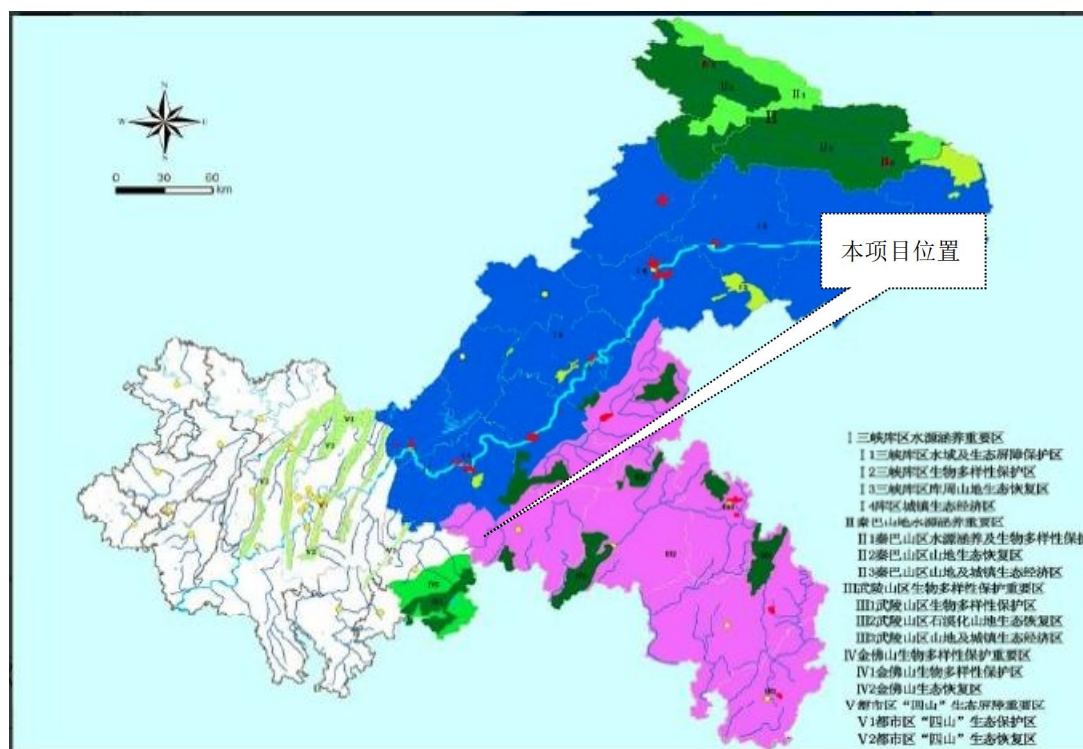 N
W
S
0 30 60
km
II1
II
本项目位置
V1
V2
I三峡库区水源涵养重要区
I1三峡库区水域及生态屏障保护区
I2三峡库区生物多样性保护区
I3三峡库区库周山地生态恢复区
I4库区城镇生态经济区
II秦巴山地水源涵养重要区
II1秦巴山区水源涵养及生物多样性保护
II2秦巴山区山地生态恢复区
II3秦巴山区山地及城镇生态经济区
III武陵山区生物多样性保护重要区
III1武陵山区生物多样性保护区
III2武陵山区石漠化山地生态恢复区
III3武陵山区山地及城镇生态经济区
IV金佛山生物多样性保护重要区
IV1金佛山生物多样性保护区
IV2金佛山生态恢复区
V都市区“四山”生态屏障重要区
V1都市区“四山”生态保护区
V2都市区“四山”生态恢复区